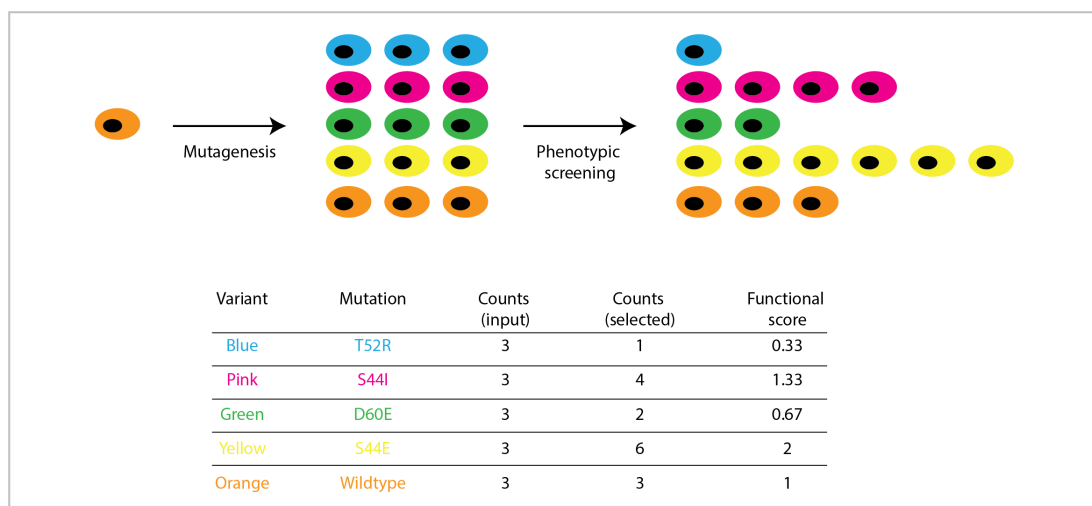 Mutagenesis
Phenotypic
screening
Variant Mutation Counts Counts Functional
(input) (selected) score
Blue T52R 3 1 0.33
Pink S44I 3 4 1.33
Green D60E 3 2 0.67
Yellow S44E 3 6 2
Orange Wildtype 3 3 1